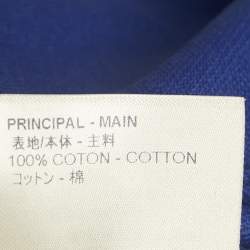 PRINCIPAL - MAIN
表地/本体 - 主料
100% COTON - COTTON
コットン - 棉